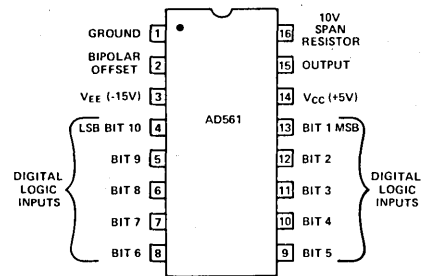 GROUND 1
BIPOLAR
OFFSET 2
VEE (-15V) 3
LSB BIT 10 4
BIT 9 5
BIT 8 6
BIT 7 7
BIT 6 8
DIGITAL
LOGIC
INPUTS
AD561
10V
SPAN
RESISTOR
16
15 OUTPUT
14 VCC (+5V)
13 BIT 1 MSB
12 BIT 2
11 BIT 3
10 BIT 4
9 BIT 5
DIGITAL
LOGIC
INPUTS